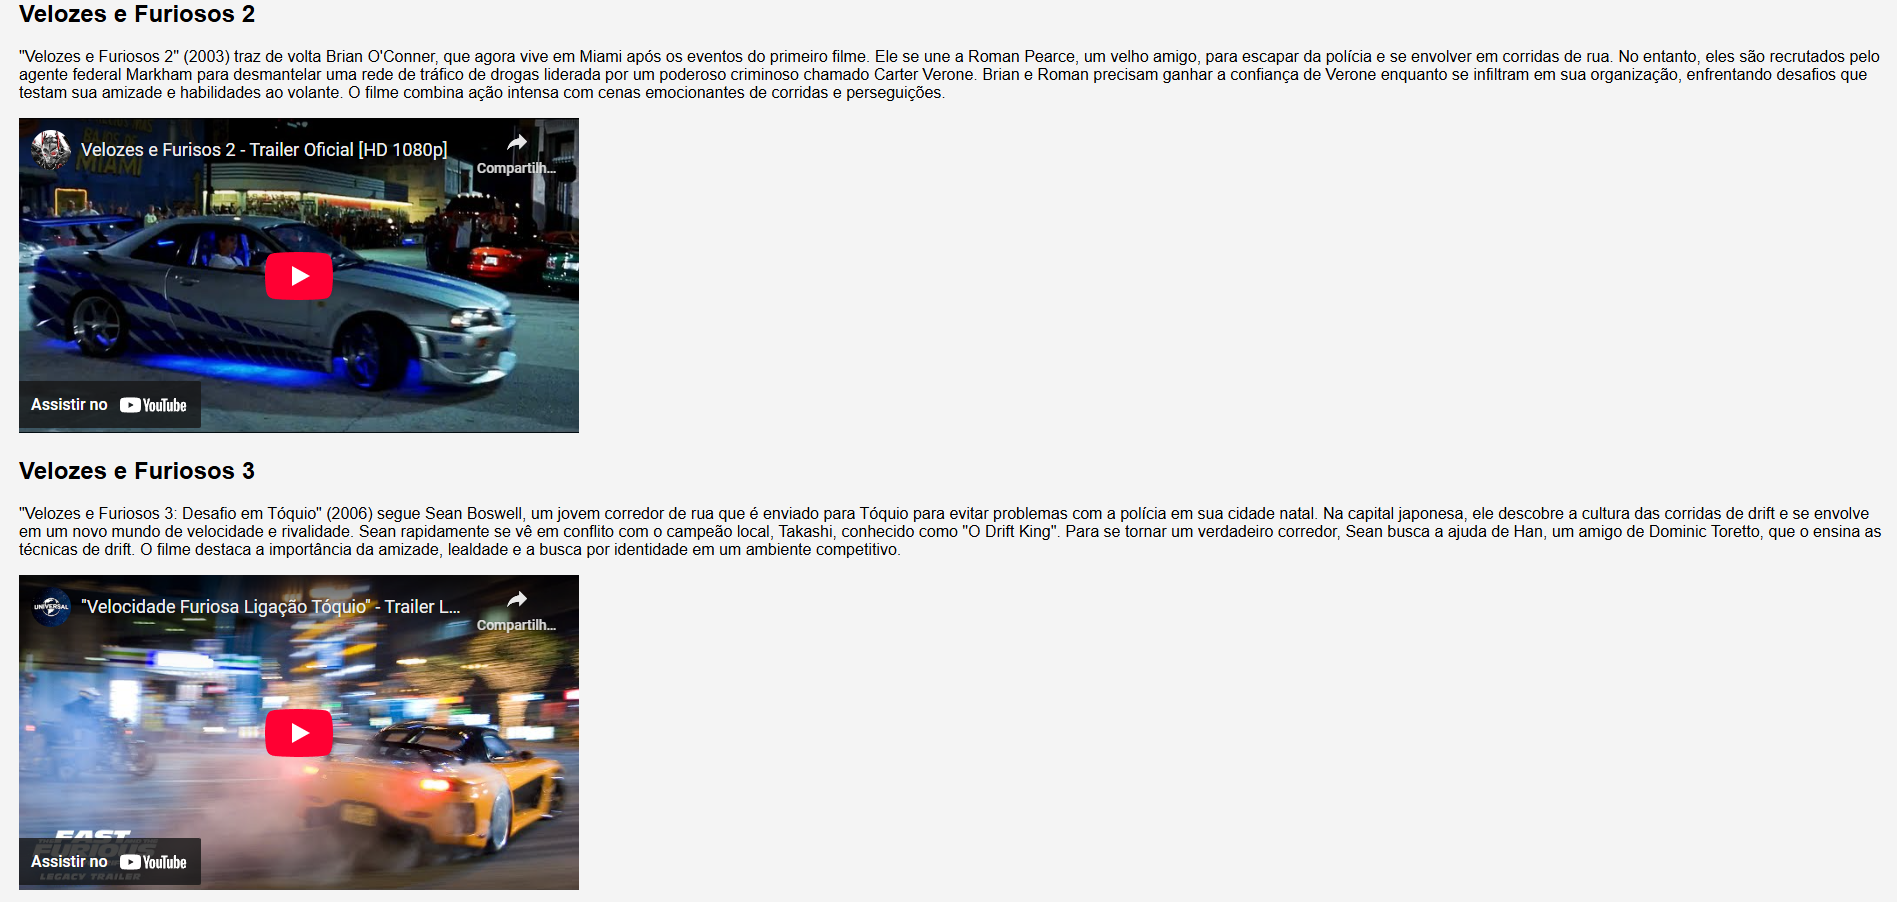 Velozes e Furiosos 2
"Velozes e Furiosos 2" (2003) traz de volta Brian O'Conner, que agora vive em Miami após os eventos do primeiro filme. Ele se une a Roman Pearce, um velho amigo, para escapar da polícia e se envolver em corridas de rua. No entanto, eles são recrutados pelo
agente federal Markham para desmantelar uma rede de tráfico de drogas liderada por um poderoso criminoso chamado Carter Verone. Brian e Roman precisam ganhar a confiança de Verone enquanto se infiltram em sua organização, enfrentando desafios que
testam sua amizade e habilidades ao volante. O filme combina ação intensa com cenas emocionantes de corridas e perseguições.
Velozes e Furisos 2 - Trailer Oficial [HD 1080p]
Compartilh...
MIAMI
Assistir no YouTube
Velozes e Furiosos 3
"Velozes e Furiosos 3: Desafio em Tóquio" (2006) segue Sean Boswell, um jovem corredor de rua que é enviado para Tóquio para evitar problemas com a polícia em sua cidade natal. Na capital japonesa, ele descobre a cultura das corridas de drift e se envolve
em um novo mundo de velocidade e rivalidade. Sean rapidamente se vê em conflito com o campeão local, Takashi, conhecido como "O Drift King". Para se tornar um verdadeiro corredor, Sean busca a ajuda de Han, um amigo de Dominic Toretto, que o ensina as
técnicas de drift. O filme destaca a importância da amizade, lealdade e a busca por identidade em um ambiente competitivo.
UNIVERSAL
"Velocidade Furiosa Ligação Tóquio" - Trailer L...
Compartilh...
FAST
FURIOUS
Assistir no YouTube
LEGACY TRAILER